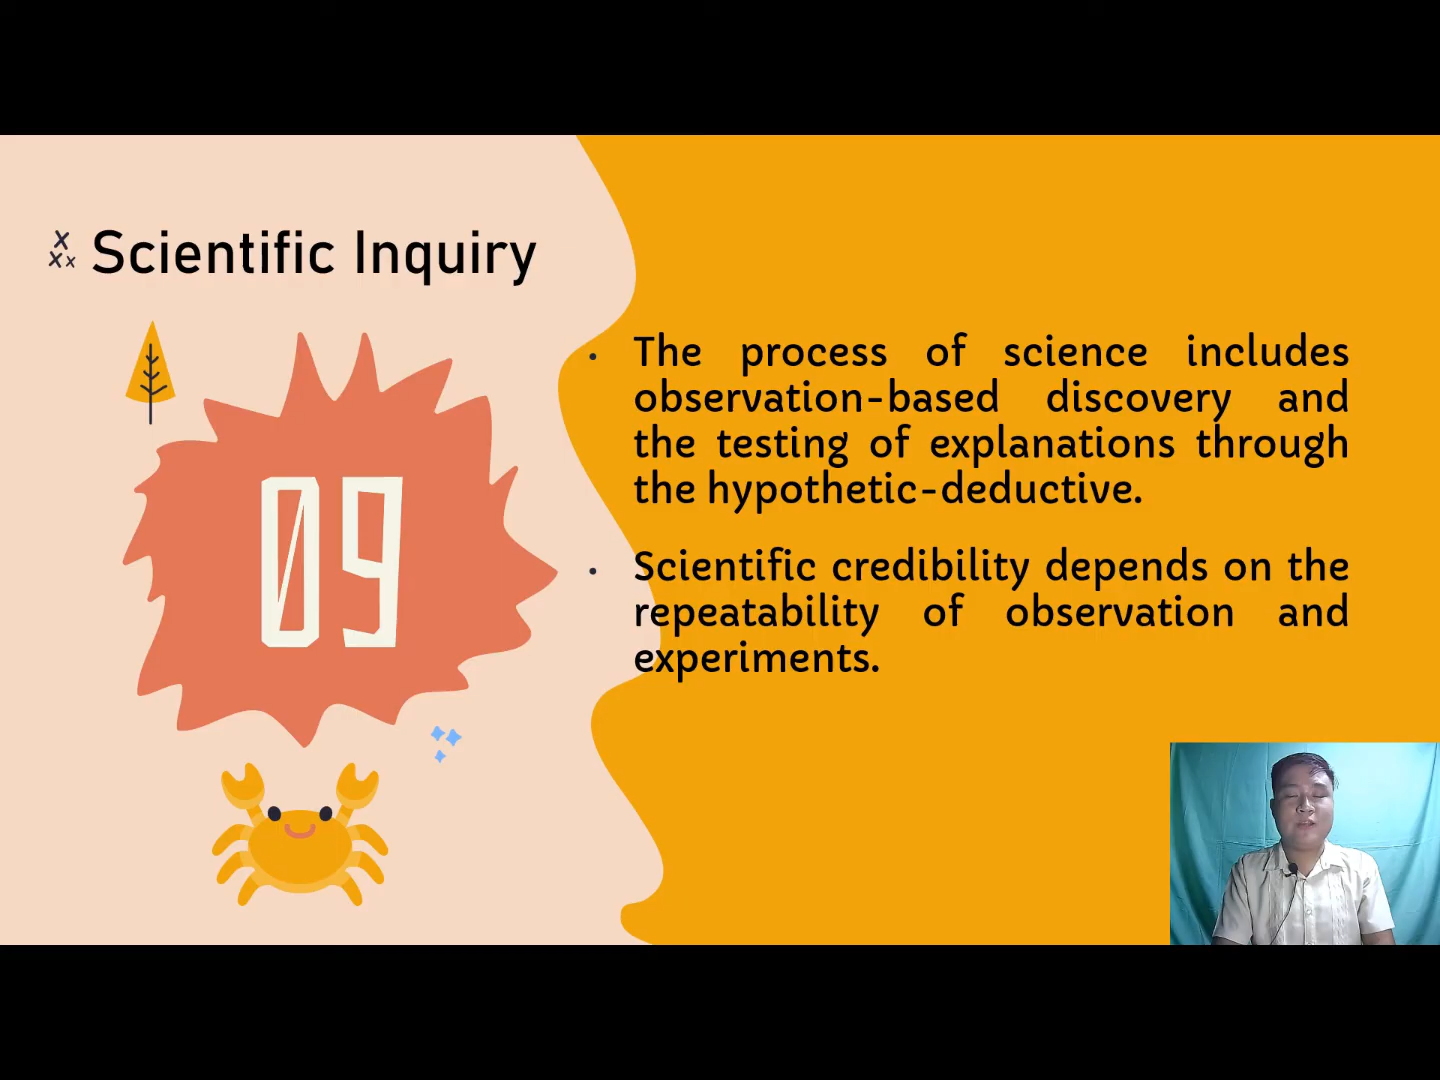 Scientific Inquiry
09
The process of science includes
observation-based discovery and
the testing of explanations through
the hypothetic-deductive.
Scientific credibility depends on the
repeatability of observation and
experiments.